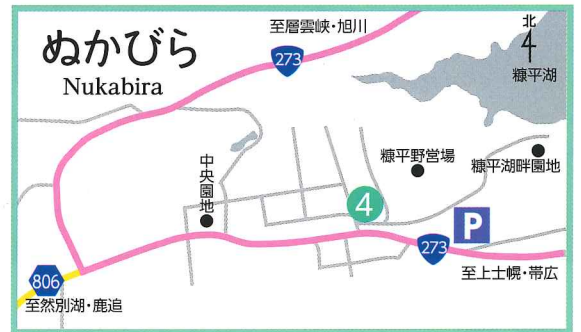 ぬかびら
Nukabira
至層雲峡・旭川
273
北
糠平湖
中央園地
糠平野営場
糠平湖畔園地
4
P
273
至上士幌・帯広
806
至然別湖・鹿追